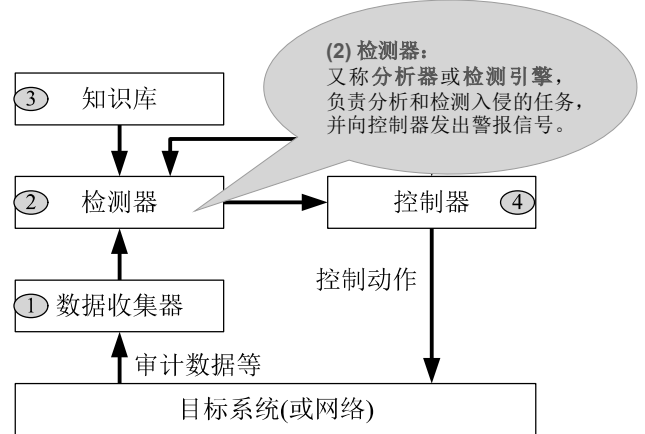 (2) 检测器：
又称分析器或检测引擎，
负责分析和检测入侵的任务，
并向控制器发出警报信号。
3 知识库
2 检测器
控制器 4
控制动作
1 数据收集器
审计数据等
目标系统(或网络)